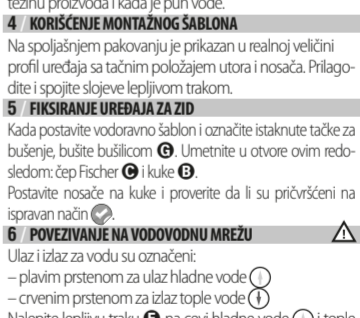 težinu proizvoda i kada je pun vode.
4 / KORIŠĆENJE MONTAŽNOG ŠABLONA
Na spoljašnjem pakovanju je prikazan u realnoj veličini
profil uređaja sa tačnim položajem utora i nosača. Prilago-
dite i spojite slojeve lepljivom trakom.
5 / FIKSIRANJE UREĐAJA ZA ZID
Kada postavite vodoravno šablon i označite istaknute tačke za
bušenje, bušite bušilicom G. Umetnite u otvore ovim redo-
sledom: čep Fischer C i kuke B.
Postavite nosače na kuke i proverite da li su pričvršćeni na
ispravan način
6 / POVEZIVANJE NA VODOVODNU MREŽU
Ulaz i izlaz za vodu su označeni:
– plavim prstenom za ulaz hladne vode
– crvenim prstenom za izlaz tople vode
Nalepite lepljivu traku E na cevi hladne vode i tople